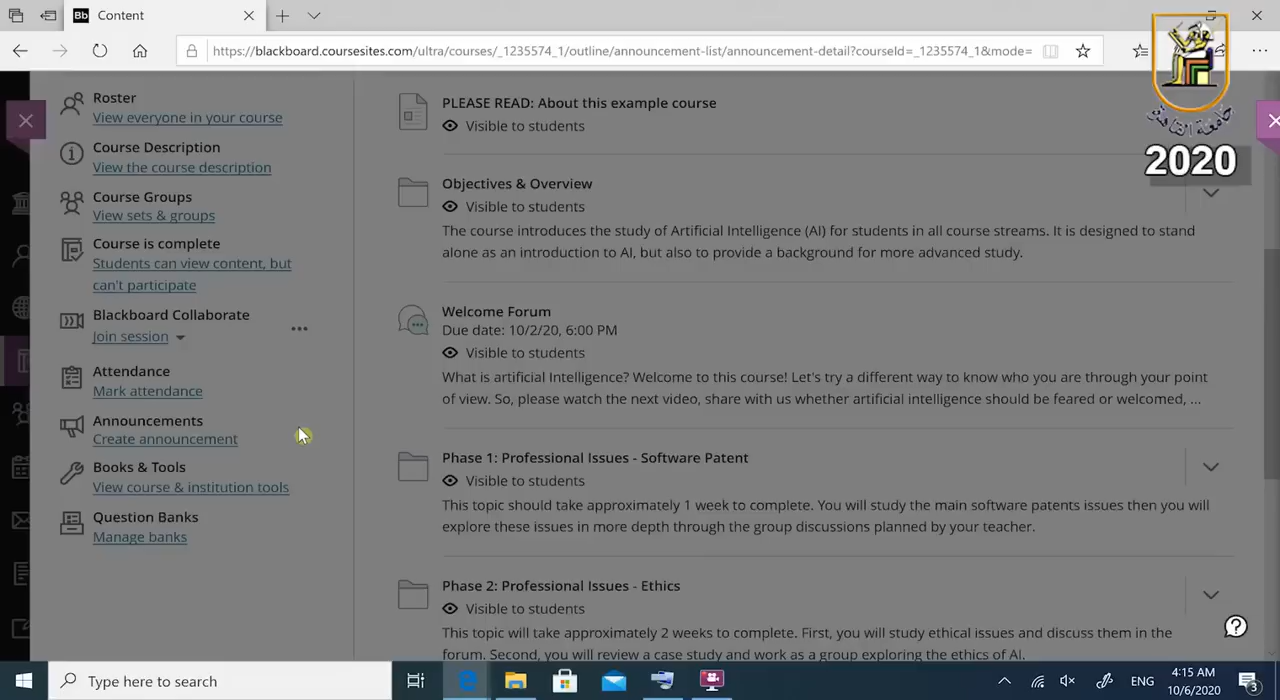 Content
https://blackboard.coursesites.com/ultra/courses/_1235574_1/outline/announcement-list/announcement-detail?courseId=_1235574_1&mode=
جامعة القاهرة
2020
Roster
View everyone in your course
Course Description
View the course description
Course Groups
View sets & groups
Course is complete
Students can view content, but
can't participate
Blackboard Collaborate
Join session
Attendance
Mark attendance
Announcements
Create announcement
Books & Tools
View course & institution tools
Question Banks
Manage banks
PLEASE READ: About this example course
Visible to students
Objectives & Overview
Visible to students
The course introduces the study of Artificial Intelligence (AI) for students in all course streams. It is designed to stand
alone as an introduction to AI, but also to provide a background for more advanced study.
Welcome Forum
Due date: 10/2/20, 6:00 PM
Visible to students
What is artificial Intelligence? Welcome to this course! Let's try a different way to know who you are through your point
of view. So, please watch the next video, share with us whether artificial intelligence should be feared or welcomed, ...
Phase 1: Professional Issues - Software Patent
Visible to students
This topic should take approximately 1 week to complete. You will study the main software patents issues then you will
explore these issues in more depth through the group discussions planned by your teacher.
Phase 2: Professional Issues - Ethics
Visible to students
This topic will take approximately 2 weeks to complete. First, you will study ethical issues and discuss them in the
forum. Second, you will review a case study and work as a group exploring the ethics of AI.
Type here to search
ENG
4:15 AM
10/6/2020
3